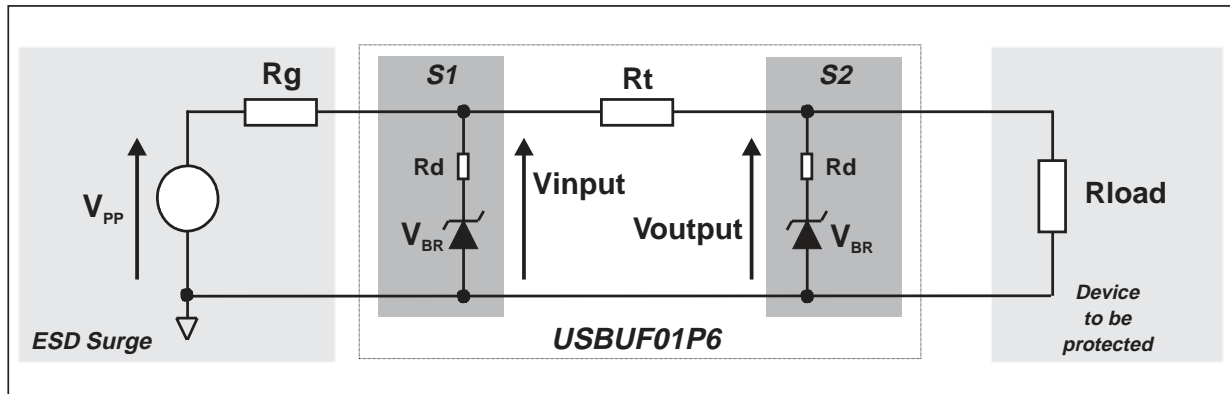 Rg
S1
Rt
S2
Rd
Rd
Vinput
Rload
VPP
VBR
Voutput
VBR
ESD Surge
USBUF01P6
Device
to be
protected